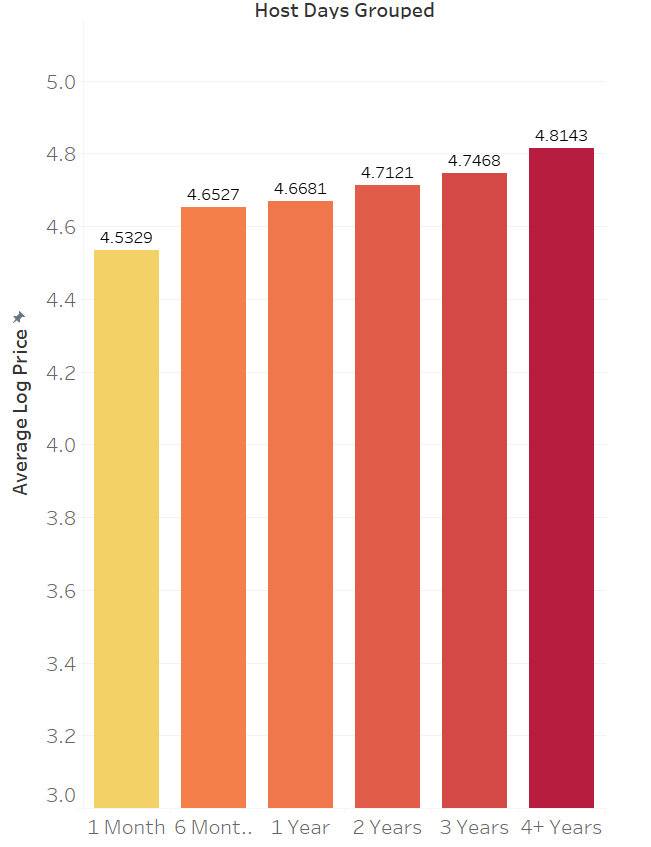 Host Days Grouped
5.0
4.8
4.6
4.4
4.2
4.0
3.8
3.6
3.4
3.2
3.0
Average Log Price
4.5329
4.6527
4.6681
4.7121
4.7468
4.8143
1 Month
6 Mont..
1 Year
2 Years
3 Years
4+ Years